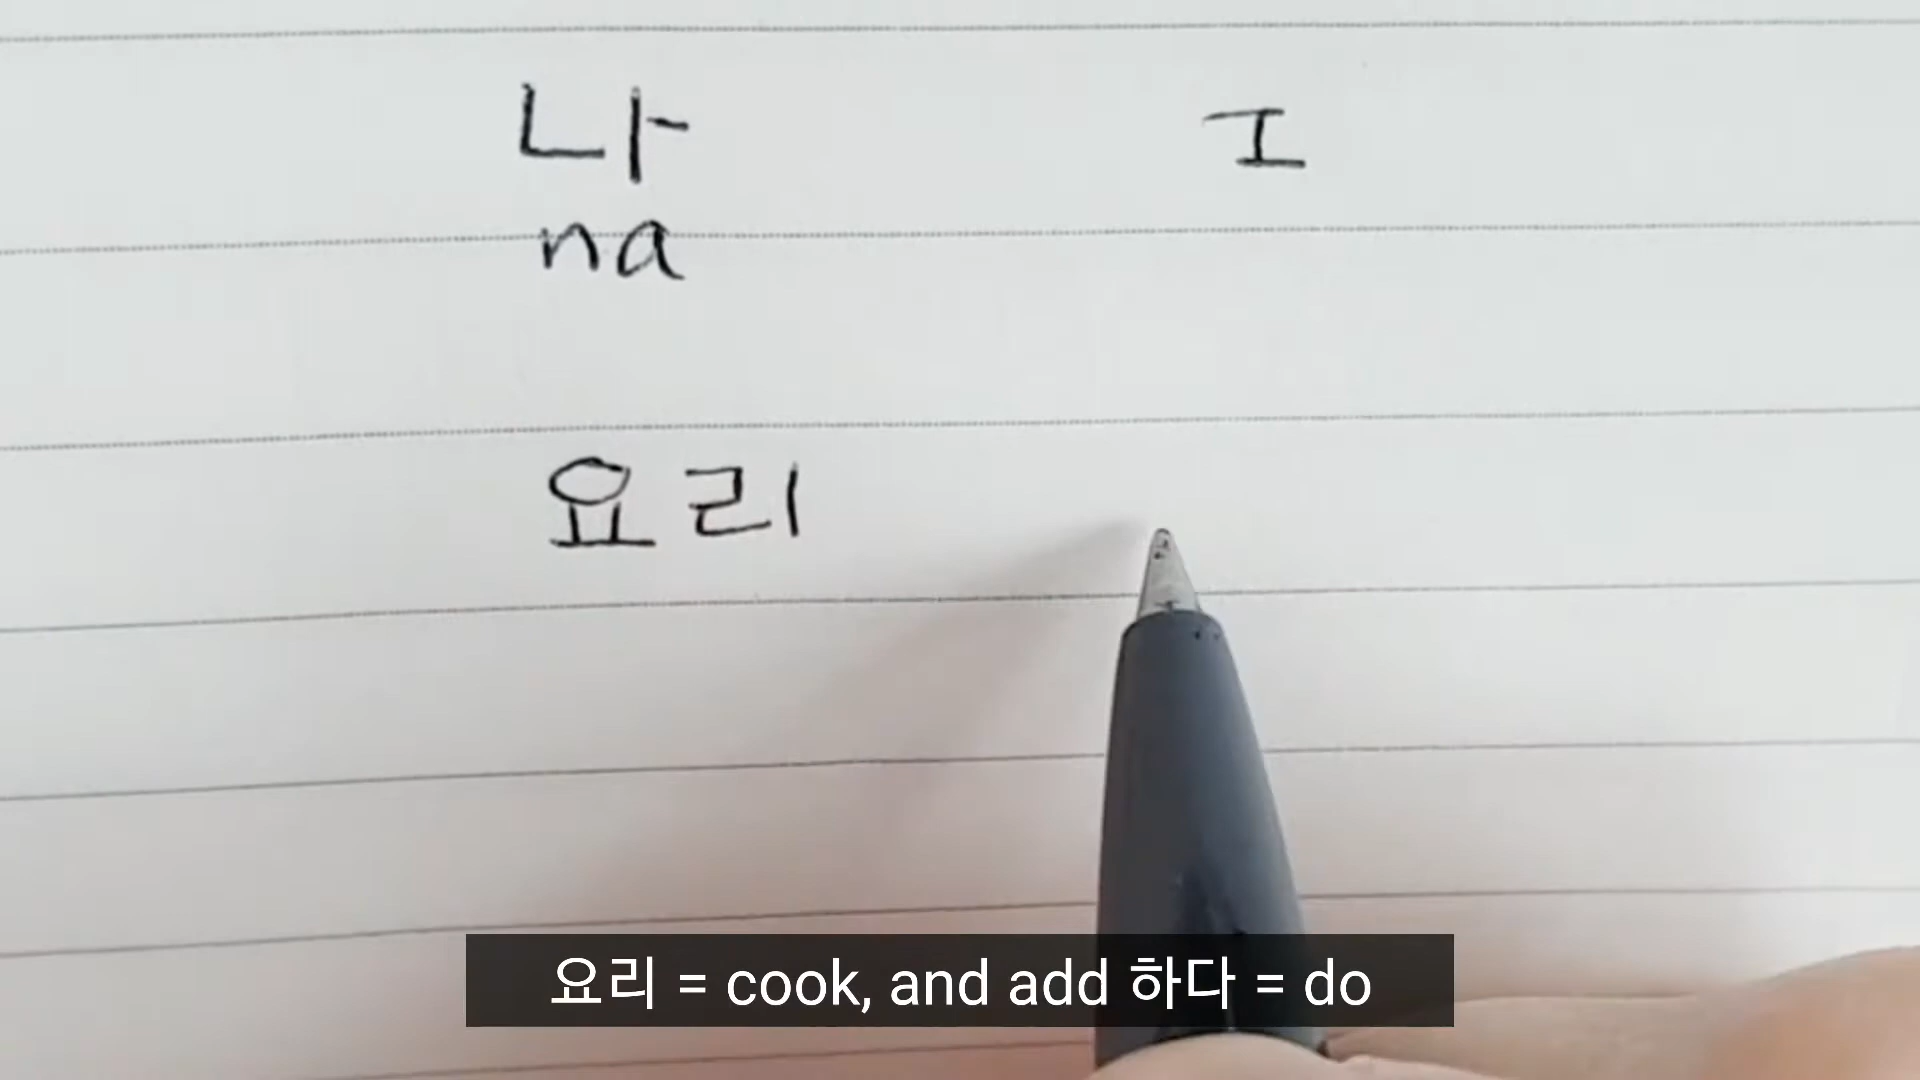 나 I
na
요리
요리 = cook, and add 하다 = do